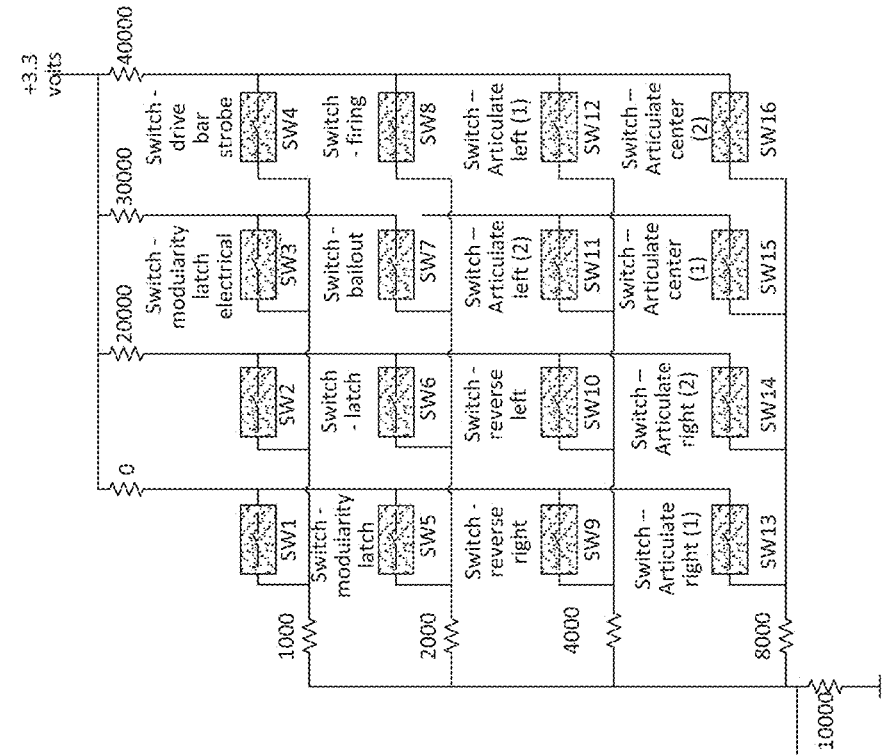 +3.3
volts
0
20000
30000
40000
Switch -
modularity
latch
electrical
Switch -
drive
bar
strobe
SW1
SW2
SW3
SW4
Switch -
modularity
latch
Switch
- latch
Switch -
bailout
Switch
- firing
1000
SW5
SW6
SW7
SW8
Switch -
reverse
right
Switch -
reverse
left
Switch –
Articulate
left (2)
Switch –
Articulate
left (1)
2000
SW9
SW10
SW11
SW12
Switch –
Articulate
right (1)
Switch –
Articulate
right (2)
Switch –
Articulate
center
(1)
Switch –
Articulate
center
(2)
4000
SW13
SW14
SW15
SW16
8000
10000